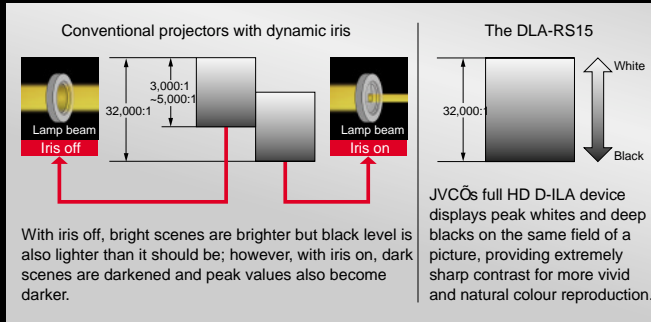 Conventional projectors with dynamic iris
32,000:1
3,000:1
~5,000:1
Lamp beam
Iris off
Lamp beam
Iris on
With iris off, bright scenes are brighter but black level is
also lighter than it should be; however, with iris on, dark
scenes are darkened and peak values also become
darker.
The DLA-RS15
32,000:1
White
Black
JVCÕs full HD D-ILA device
displays peak whites and deep
blacks on the same field of a
picture, providing extremely
sharp contrast for more vivid
and natural colour reproduction.